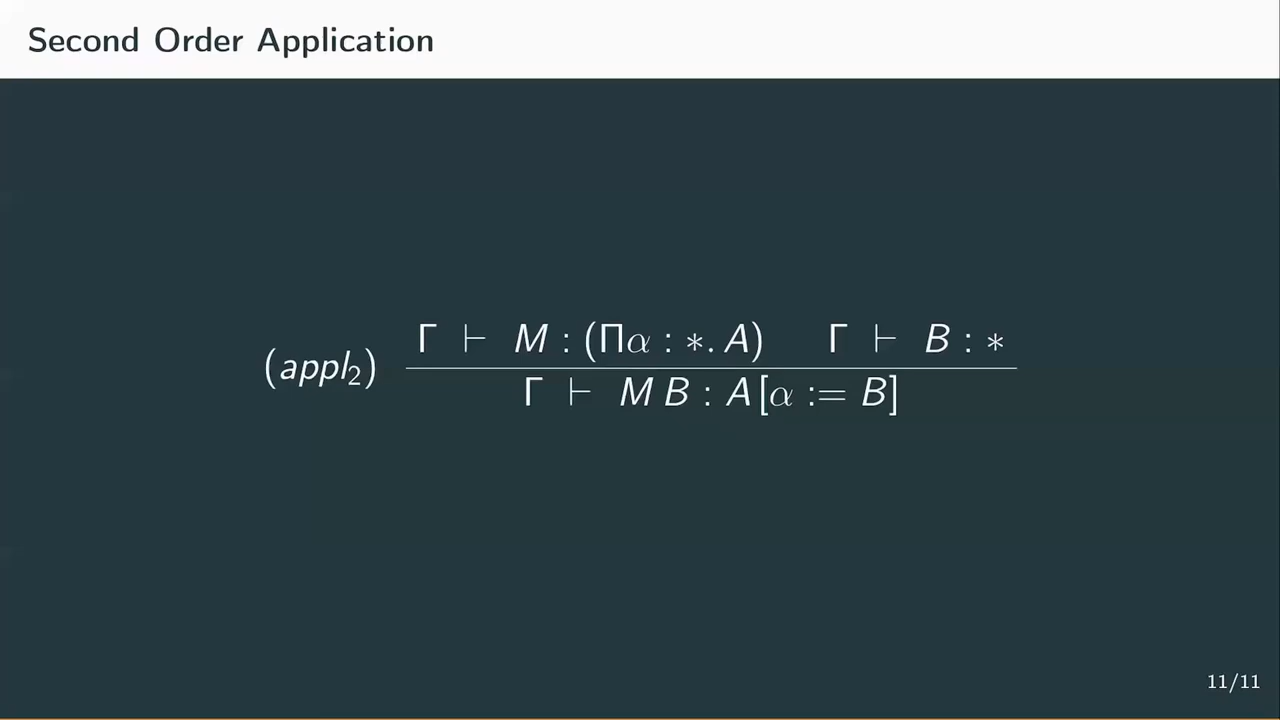 Second Order Application
Γ ⊢ M : (Πα : ∗. A) Γ ⊢ B : ∗
(appl₂)
Γ ⊢ M B : A[α := B]
11/11